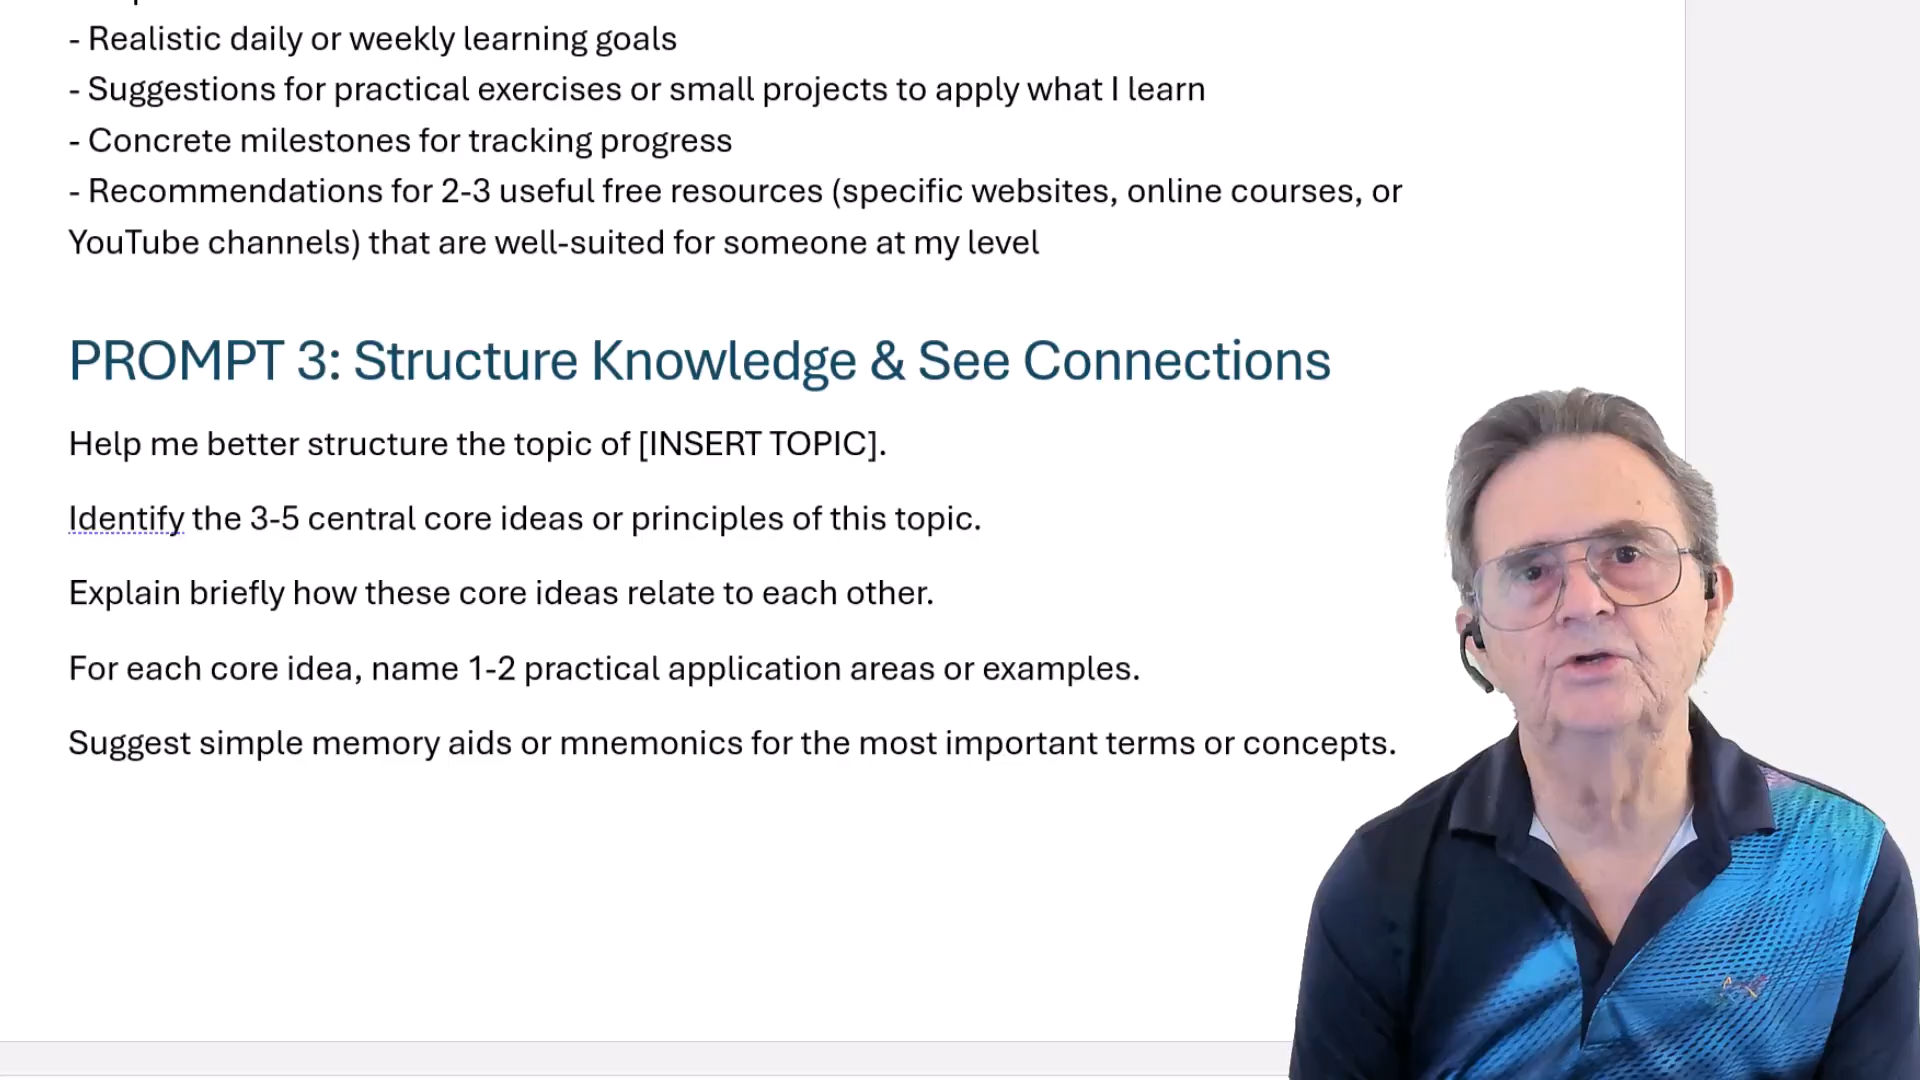 - Realistic daily or weekly learning goals
- Suggestions for practical exercises or small projects to apply what I learn
- Concrete milestones for tracking progress
- Recommendations for 2-3 useful free resources (specific websites, online courses, or
YouTube channels) that are well-suited for someone at my level
PROMPT 3: Structure Knowledge & See Connections
Help me better structure the topic of [INSERT TOPIC].
Identify the 3-5 central core ideas or principles of this topic.
Explain briefly how these core ideas relate to each other.
For each core idea, name 1-2 practical application areas or examples.
Suggest simple memory aids or mnemonics for the most important terms or concepts.